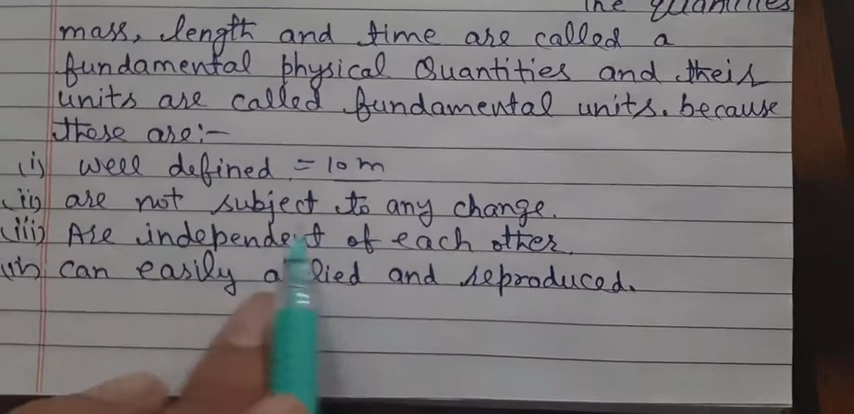 The quantities
mass, length and time are called a
fundamental physical Quantities and their
units are called fundamental units. because
these are:-
(i) well defined = 10 m
(ii) are not subject to any change.
(iii) Are independent of each other.
(iv) can easily and reproduced.